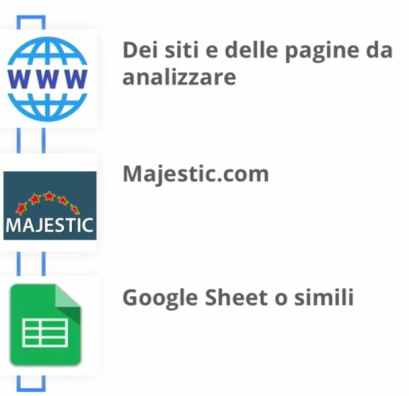 Dei siti e delle pagine da
analizzare
WWW
Majestic.com
MAJESTIC
Google Sheet o simili